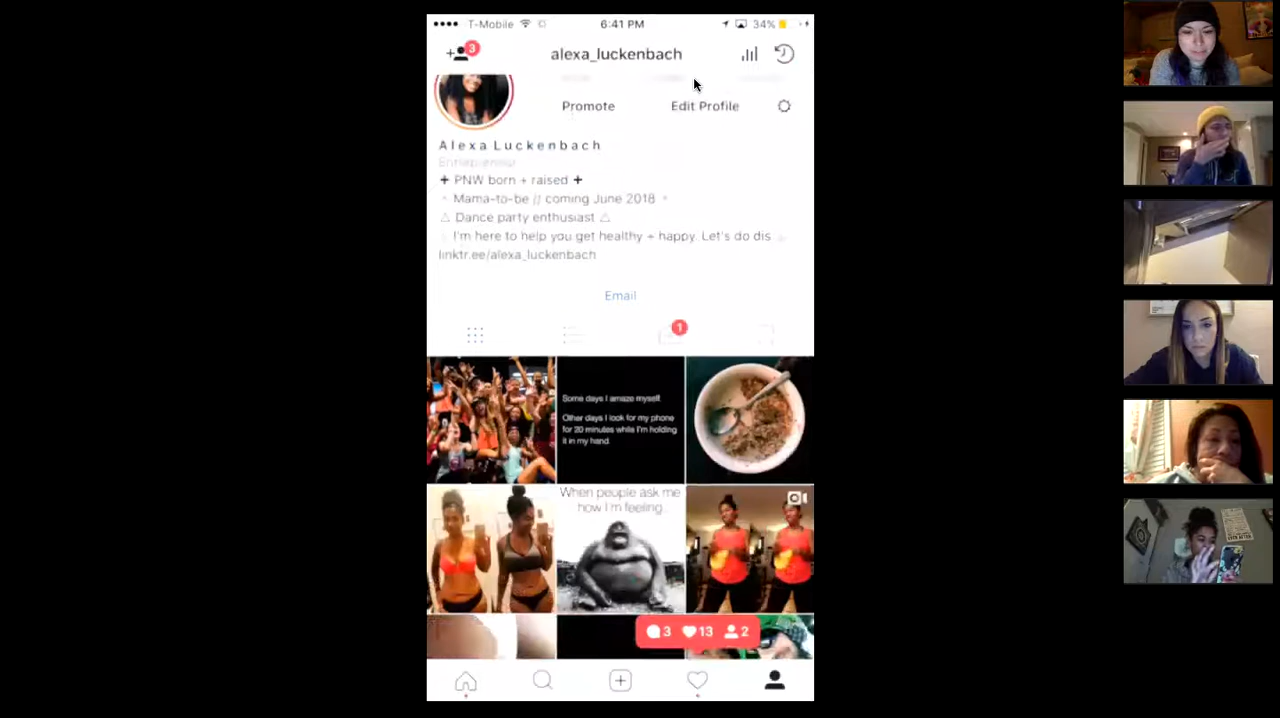 T-Mobile 6:41 PM 34%
3
alexa_luckenbach
Promote Edit Profile
Alexa Luckenbach
Entrepreneur
+ PNW born + raised +
Mama-to-be // coming June 2018
Dance party enthusiast
I'm here to help you get healthy + happy. Let's do dis
linktr.ee/alexa_luckenbach
Email
1
Some days I amaze myself.
Other days I look for my phone
for 20 minutes while I'm holding
it in my hand.
When people ask me
how I'm feeling.
3 13 2